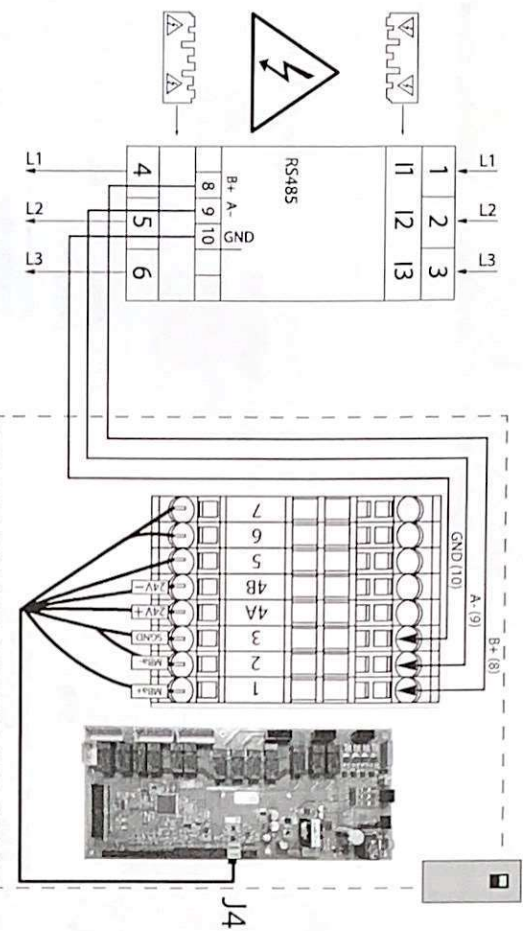 L1
L2
L3
1
2
3
I1
I2
I3
RS485
B+
A-
8
9
10
GND
4
5
6
L1
L2
L3
B+ (8)
A- (9)
GND (10)
7
6
5
4B
4A
3
2
1
24V-
24V+
SGND
MBa-
MBa+
J4